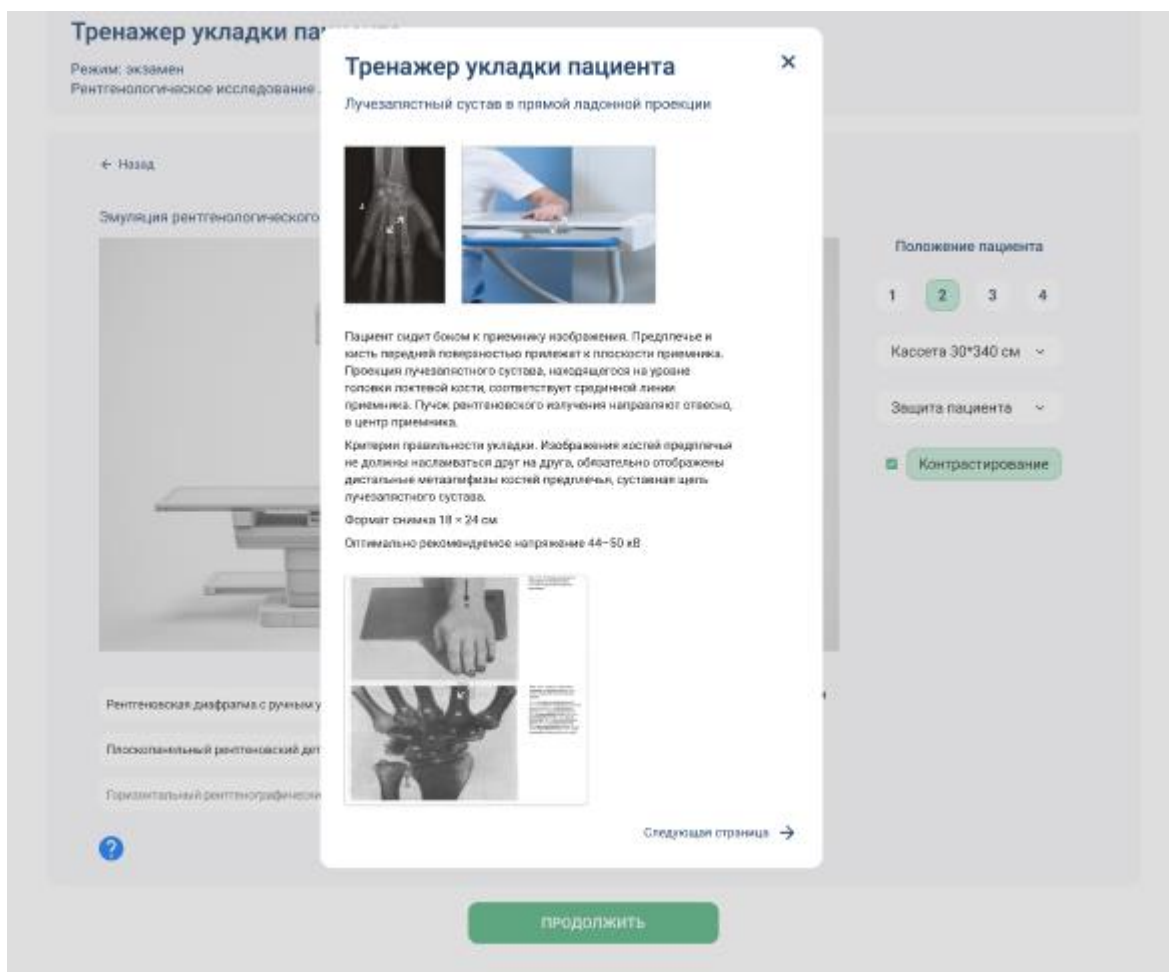 Тренажер укладки
Режим: экзамен
Рентгенологическое исследование
← Назад
Эмуляция рентгенологического
Тренажер укладки пациента
Лучезапястный сустав в прямой ладонной проекции
Пациент сидит боком к приемнику изображения. Предплечье и
кисть передней поверхностью прилежат к плоскости приемника.
Проекция лучезапястного сустава, находящегося на уровне
головки локтевой кости, соответствует срединной линии
приемника. Пучок рентгеновского излучения направляют отвесно,
в центр приемника.
Критерии правильности укладки. Изображения костей предплечья
не должны наслаиваться друг на друга, обязательно отображены
дистальные метаэпифизы костей предплечья, суставная щель
лучезапястного сустава.
Формат снимка 18 × 24 см
Оптимально рекомендуемое напряжение 44–50 кВ
Следующая страница →
Положение пациента
1 2 3 4
Кассета 30*340 см
Защита пациента
Контрастирование
Рентгеновская диафрагма с ручным
Плоскопанельный рентгеновский
Горизонтальный
?
ПРОДОЛЖИТЬ